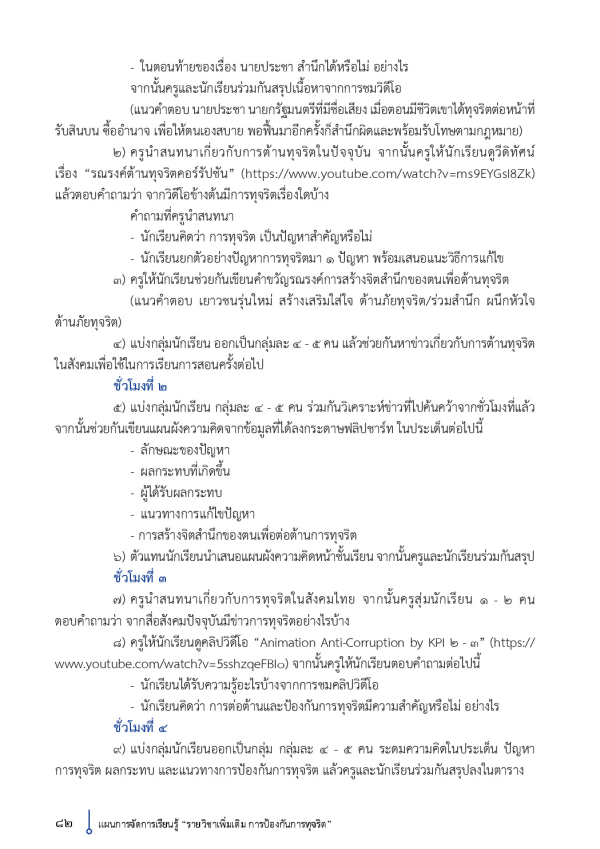 - ในตอนท้ายของเรื่อง นายประชา สำนึกได้หรือไม่ อย่างไร
จากนั้นครูและนักเรียนร่วมกันสรุปเนื้อหาจากการชมวิดีโอ
(แนวคำตอบ นายประชา นายกรัฐมนตรีที่มีชื่อเสียง เมื่อตอนมีชีวิตเขาได้ทุจริตต่อหน้าที่
รับสินบน ซื้ออำนาจ เพื่อให้ตนเองสบาย พอฟื้นมาอีกครั้งก็สำนึกผิดและพร้อมรับโทษตามกฎหมาย)
๒) ครูนำสนทนาเกี่ยวกับการต้านทุจริตในปัจจุบัน จากนั้นครูให้นักเรียนดูวีดิทัศน์
เรื่อง “รณรงค์ต้านทุจริตคอร์รัปชัน” (https://www.youtube.com/watch?v=ms9EYGsI8Zk)
แล้วตอบคำถามว่า จากวิดีโอข้างต้นมีการทุจริตเรื่องใดบ้าง
คำถามที่ครูนำสนทนา
- นักเรียนคิดว่า การทุจริต เป็นปัญหาสำคัญหรือไม่
- นักเรียนยกตัวอย่างปัญหาการทุจริตมา ๑ ปัญหา พร้อมเสนอแนะวิธีการแก้ไข
๓) ครูให้นักเรียนช่วยกันเขียนคำขวัญรณรงค์การสร้างจิตสำนึกของตนเพื่อต้านทุจริต
(แนวคำตอบ เยาวชนรุ่นใหม่ สร้างเสริมใส่ใจ ต้านภัยทุจริต/ร่วมสำนึก ผนึกหัวใจ
ต้านภัยทุจริต)
๔) แบ่งกลุ่มนักเรียน ออกเป็นกลุ่มละ ๔ - ๕ คน แล้วช่วยกันหาข่าวเกี่ยวกับการต้านทุจริต
ในสังคมเพื่อใช้ในการเรียนการสอนครั้งต่อไป
ชั่วโมงที่ ๒
๕) แบ่งกลุ่มนักเรียน กลุ่มละ ๔ - ๕ คน ร่วมกันวิเคราะห์ข่าวที่ไปค้นคว้าจากชั่วโมงที่แล้ว
จากนั้นช่วยกันเขียนแผนผังความคิดจากข้อมูลที่ได้ลงกระดาษฟลิปชาร์ท ในประเด็นต่อไปนี้
- ลักษณะของปัญหา
- ผลกระทบที่เกิดขึ้น
- ผู้ได้รับผลกระทบ
- แนวทางการแก้ไขปัญหา
- การสร้างจิตสำนึกของตนเพื่อต่อต้านการทุจริต
๖) ตัวแทนนักเรียนนำเสนอแผนผังความคิดหน้าชั้นเรียน จากนั้นครูและนักเรียนร่วมกันสรุป
ชั่วโมงที่ ๓
๗) ครูนำสนทนาเกี่ยวกับการทุจริตในสังคมไทย จากนั้นครูสุ่มนักเรียน ๑ - ๒ คน
ตอบคำถามว่า จากสื่อสังคมปัจจุบันมีข่าวการทุจริตอย่างไรบ้าง
๘) ครูให้นักเรียนดูคลิปวิดีโอ “Animation Anti-Corruption by KPI ๒ - ๓” (https://
www.youtube.com/watch?v=5sshzqeFBI๐) จากนั้นครูให้นักเรียนตอบคำถามต่อไปนี้
- นักเรียนได้รับความรู้อะไรบ้างจากการชมคลิปวิดีโอ
- นักเรียนคิดว่า การต่อต้านและป้องกันการทุจริตมีความสำคัญหรือไม่ อย่างไร
ชั่วโมงที่ ๔
๙) แบ่งกลุ่มนักเรียนออกเป็นกลุ่ม กลุ่มละ ๔ - ๕ คน ระดมความคิดในประเด็น ปัญหา
การทุจริต ผลกระทบ และแนวทางการป้องกันการทุจริต แล้วครูและนักเรียนร่วมกันสรุปลงในตาราง
๘๒ แผนการจัดการเรียนรู้ “รายวิชาเพิ่มเติม การป้องกันการทุจริต”